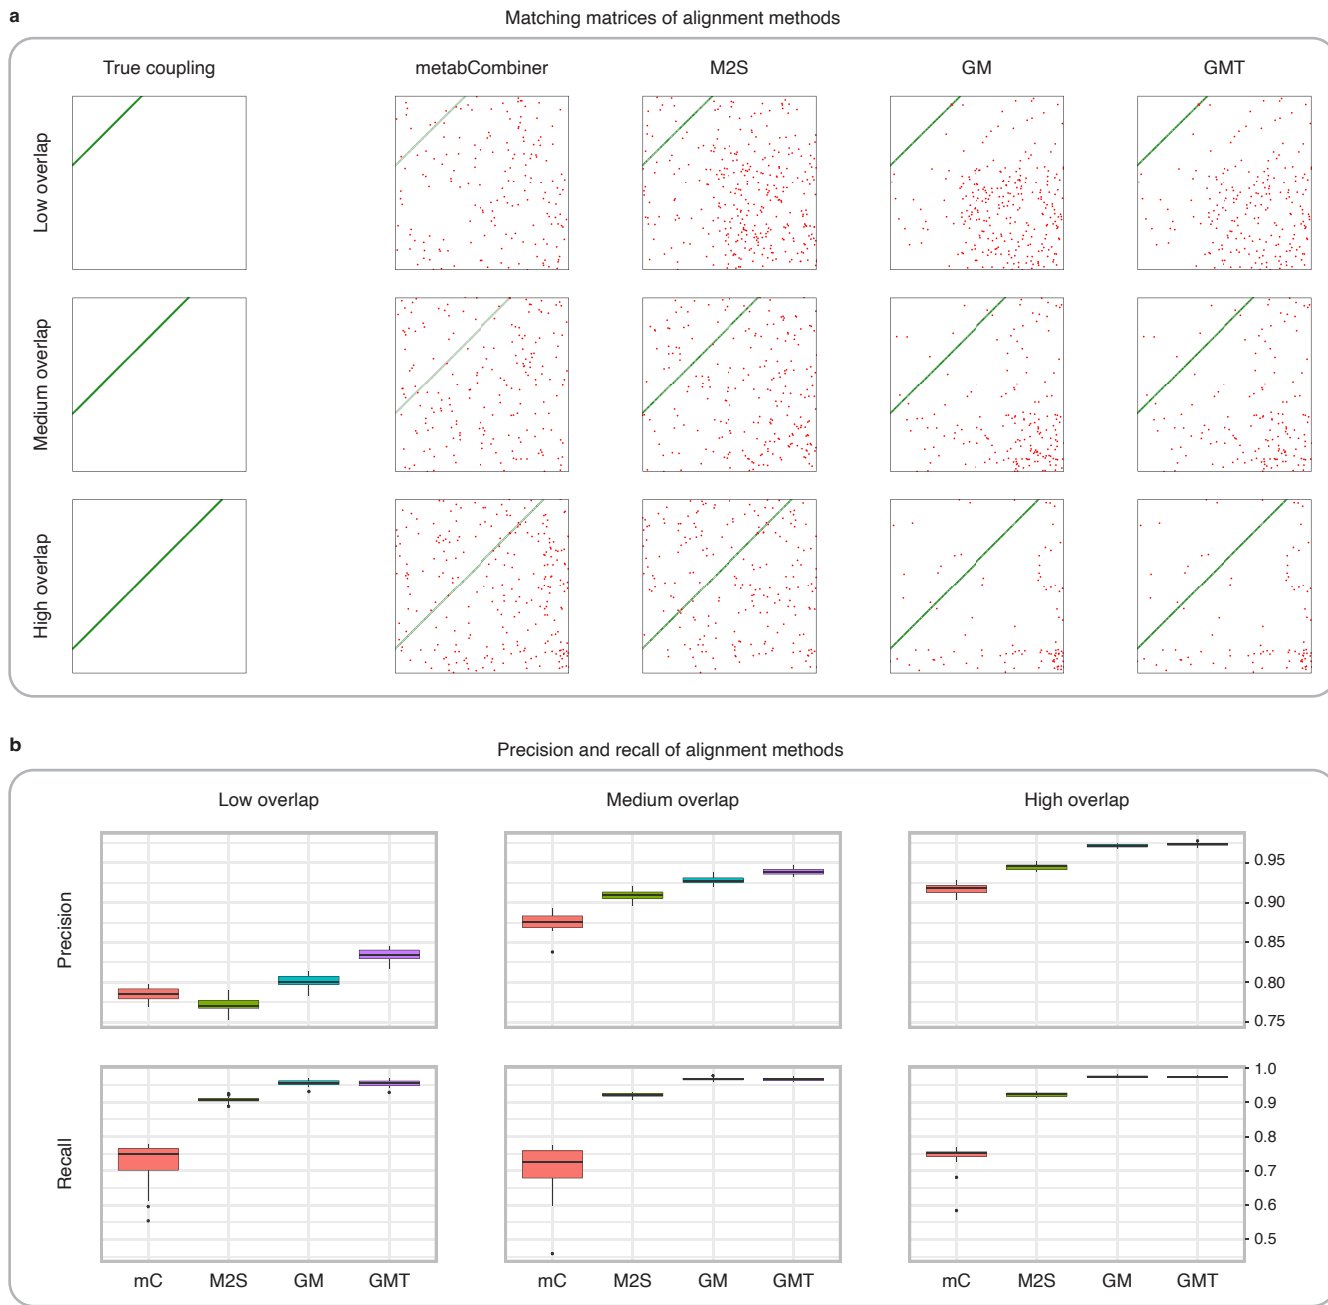 a
Matching matrices of alignment methods
True coupling
metabCombiner
M2S
GM
GMT
Low overlap
Medium overlap
High overlap
b
Precision and recall of alignment methods
Low overlap
Medium overlap
High overlap
Precision
0.95
0.90
0.85
0.80
0.75
Recall
1.0
0.9
0.8
0.7
0.6
0.5
mC
M2S
GM
GMT
mC
M2S
GM
GMT
mC
M2S
GM
GMT